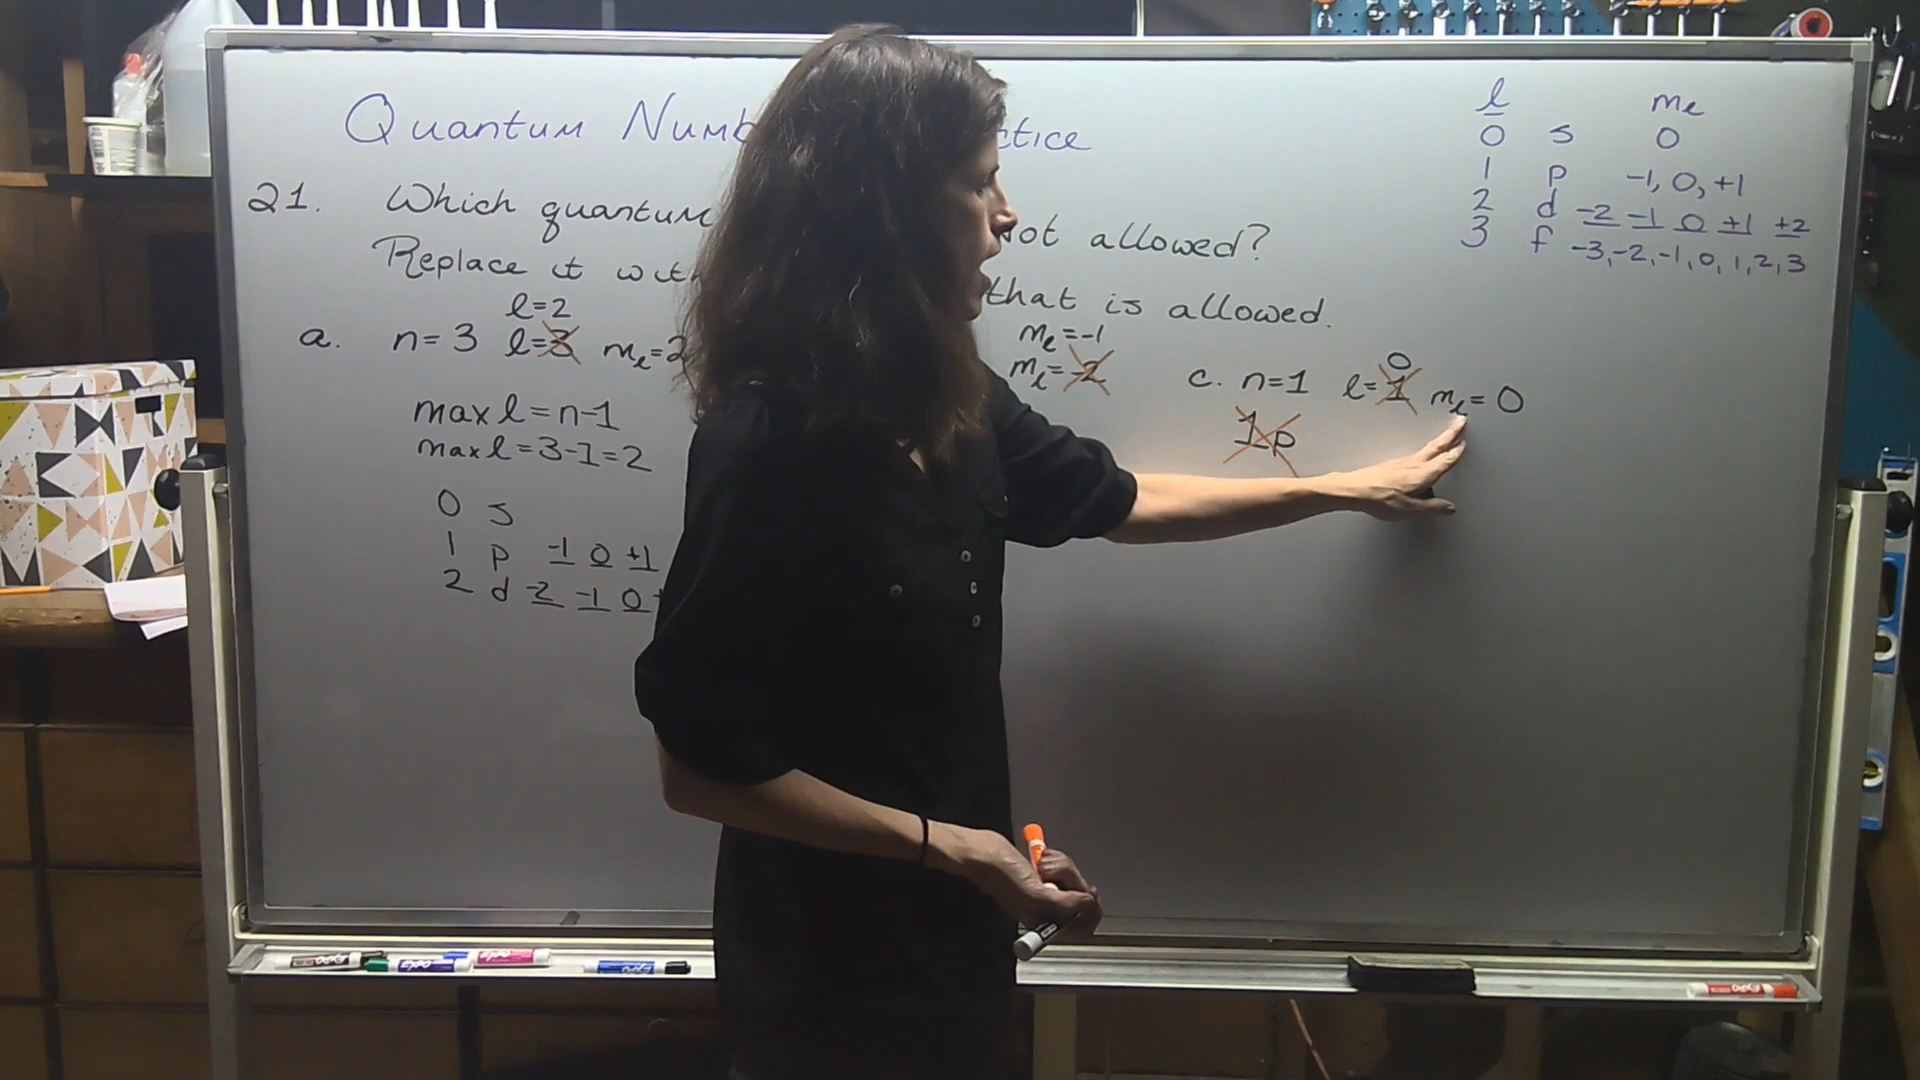 Quantum Numb ctice
21. Which quantum Not allowed?
Replace it with that is allowed.
l=2
a. n=3 l=3 ml=2
max l = n-1
max l = 3-1=2
0 s
1 p -1 0 +1
2 d -2 -1 0
ml=-1
ml=-2
0
c. n=1 l=1 ml=0
1p
l ml
0 s 0
1 p -1, 0, +1
2 d -2 -1 0 +1 +2
3 f -3,-2,-1,0,1,2,3